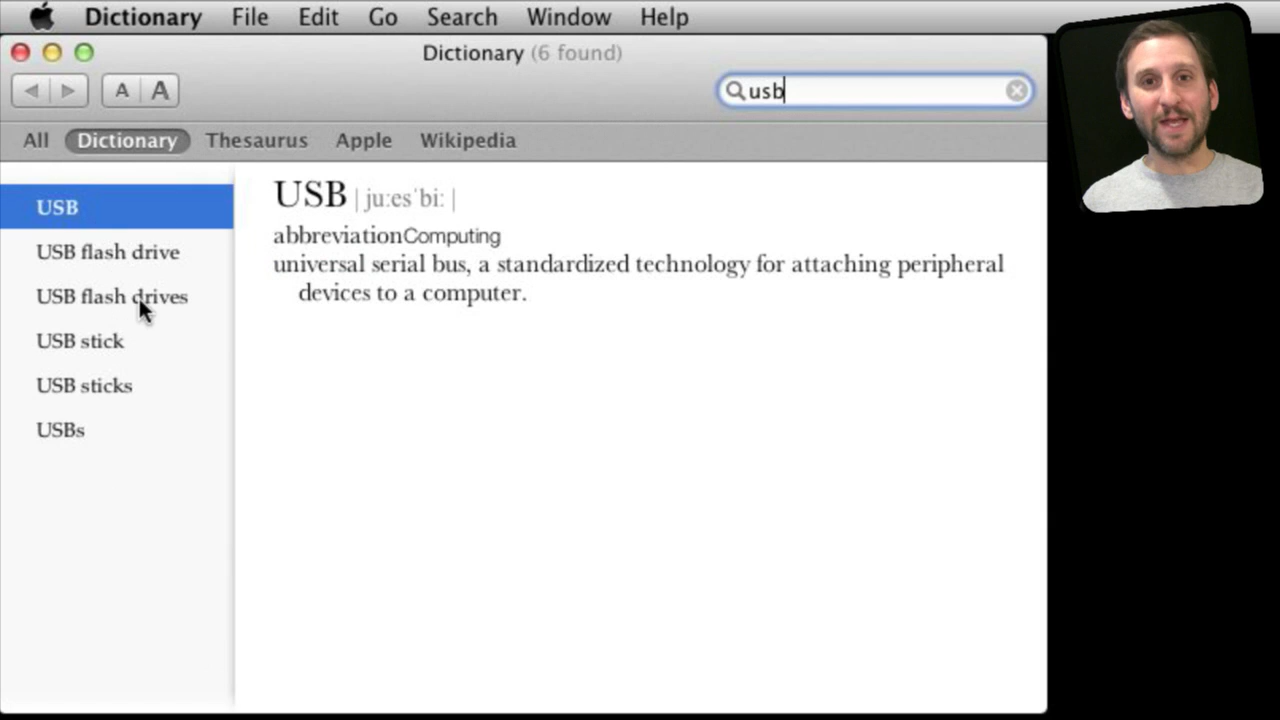 Dictionary File Edit Go Search Window Help
Dictionary (6 found)
A A usb
All Dictionary Thesaurus Apple Wikipedia
USB
USB flash drive
USB flash drives
USB stick
USB sticks
USBs
USB | ju:es'bi: |
abbreviationComputing
universal serial bus, a standardized technology for attaching peripheral
devices to a computer.